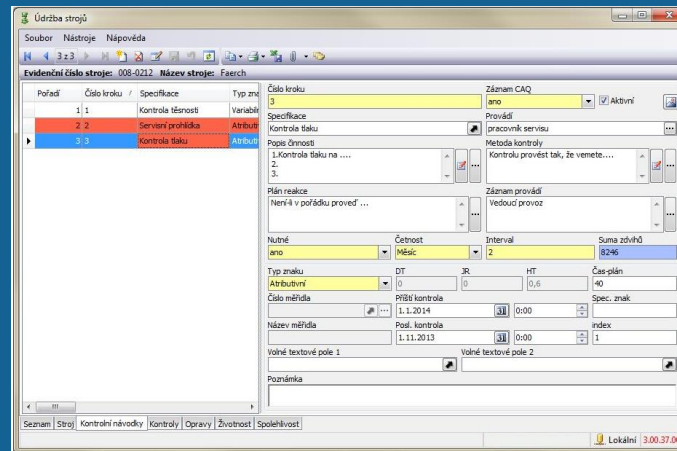 Údržba strojů
Soubor Nástroje Nápověda
3 z 3
Evidenční číslo stroje: 008-0212 Název stroje: Faerch
Pořadí Číslo kroku / Specifikace Typ zna
1 1 Kontrola těsnosti Variabil
2 2 Servisní prohlídka Atributi
3 3 Kontrola tlaku Atributi
Číslo kroku Záznam CAQ
3 ano Aktivní
Specifikace Provádí
Kontrola tlaku pracovník servisu
Popis činnosti Metoda kontroly
1.Kontrola tlaku na .... Kontrolu provést tak, že vemete....
2.
3.
Plán reakce Záznam provádí
Není-li v pořádku proveď ... Vedoucí provoz
Nutné Četnost Interval Suma zdvihů
ano Měsíc 2 8246
Typ znaku DT JR HT Čas-plán
Atributivní 0 0 0,6 40
Číslo měřidla Příští kontrola Spec. znak
1.1.2014 31 0:00
Název měřidla Posl. kontrola index
1.11.2013 31 0:00 1
Volné textové pole 1 Volné textové pole 2
Poznámka
Seznam Stroj Kontrolní návodky Kontroly Opravy Životnost Spolehlivost
Lokální 3.00.37.00